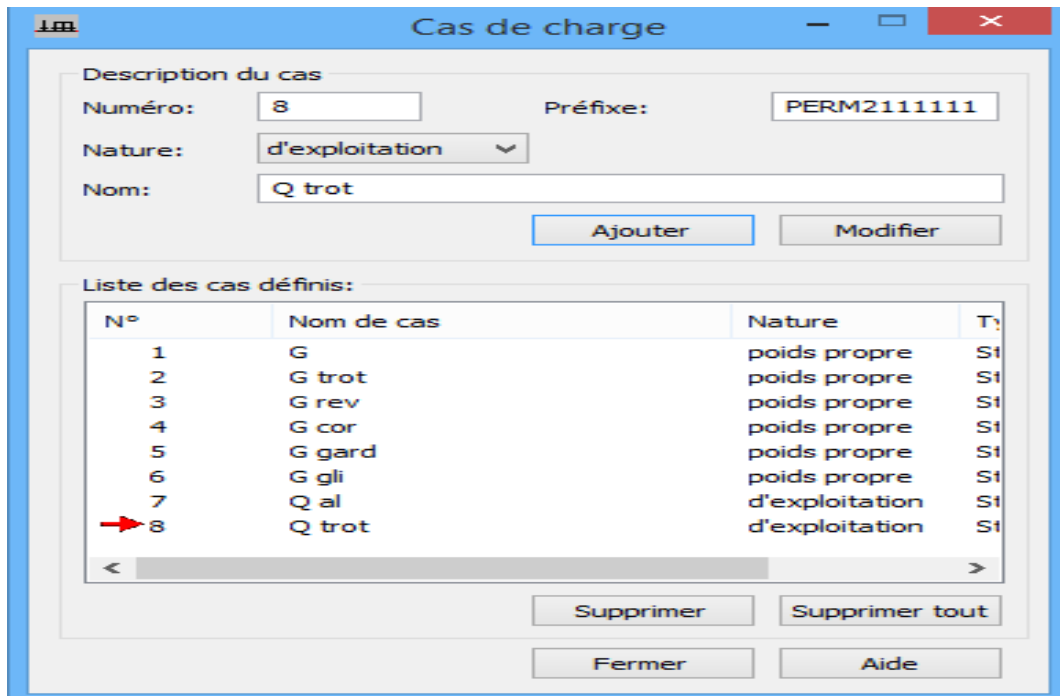 Cas de charge
Description du cas
Numéro: 8 Préfixe: PERM2111111
Nature: d'exploitation
Nom: Q trot
Ajouter Modifier
Liste des cas définis:
N° Nom de cas Nature
1 G poids propre
2 G trot poids propre
3 G rev poids propre
4 G cor poids propre
5 G gard poids propre
6 G gli poids propre
7 Q al d'exploitation
8 Q trot d'exploitation
Supprimer Supprimer tout
Fermer Aide